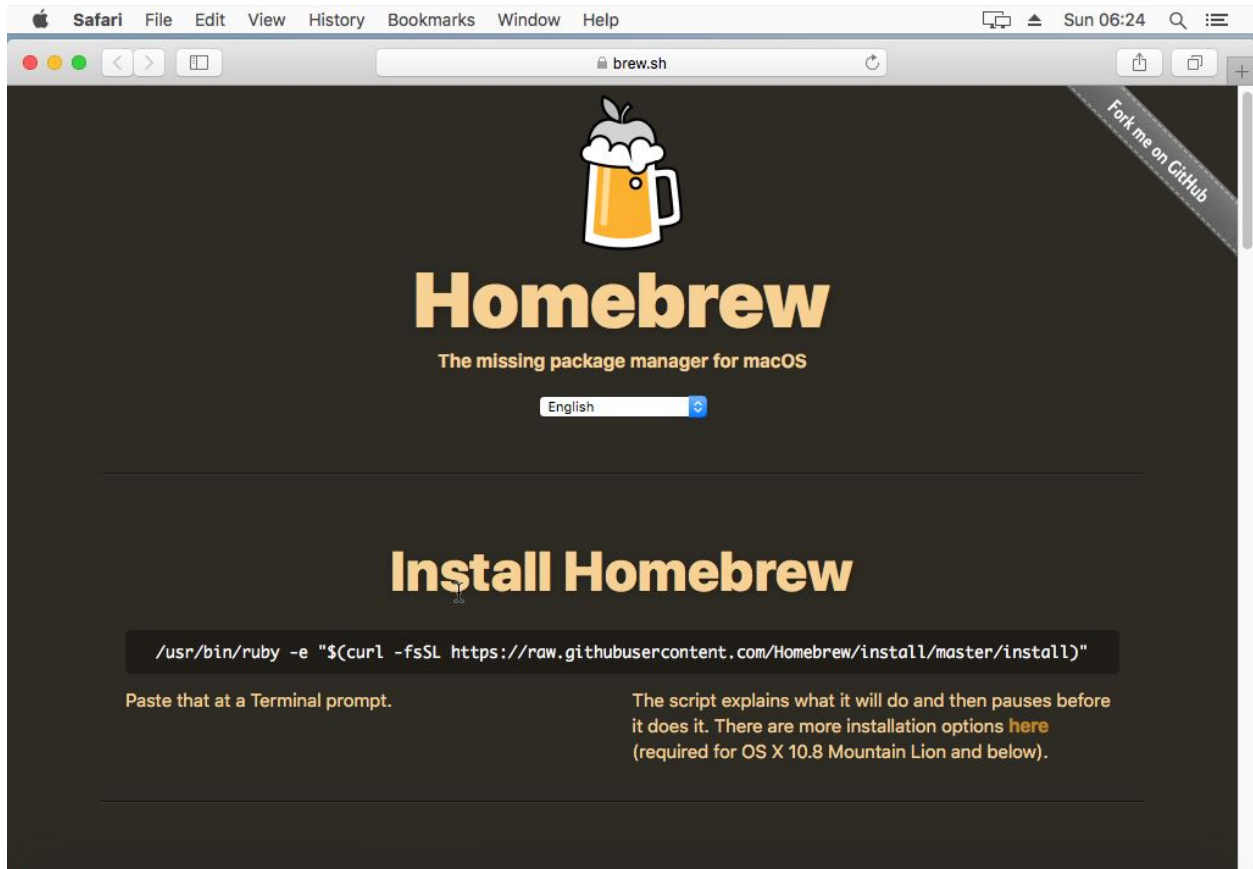 Safari File Edit View History Bookmarks Window Help Sun 06:24
brew.sh
Fork me on GitHub
Homebrew
The missing package manager for macOS
English
Install Homebrew
/usr/bin/ruby -e "$(curl -fsSL https://raw.githubusercontent.com/Homebrew/install/master/install)"
Paste that at a Terminal prompt.
The script explains what it will do and then pauses before
it does it. There are more installation options here
(required for OS X 10.8 Mountain Lion and below).